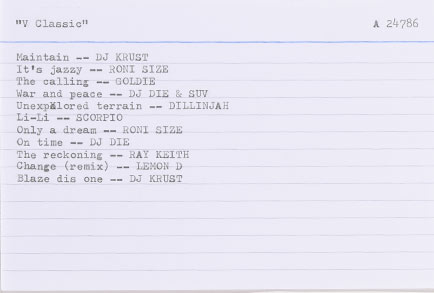 "V Classic" A 24786
Maintain -- DJ KRUST
It's jazzy -- RONI SIZE
The calling -- GOLDIE
War and peace -- DJ DIE & SUV
Unexplored terrain -- DILLINJAH
Li-Li -- SCORPIO
Only a dream -- RONI SIZE
On time -- DJ DIE
The reckoning -- RAY KEITH
Change (remix) -- LEMON D
Blaze dis one -- DJ KRUST